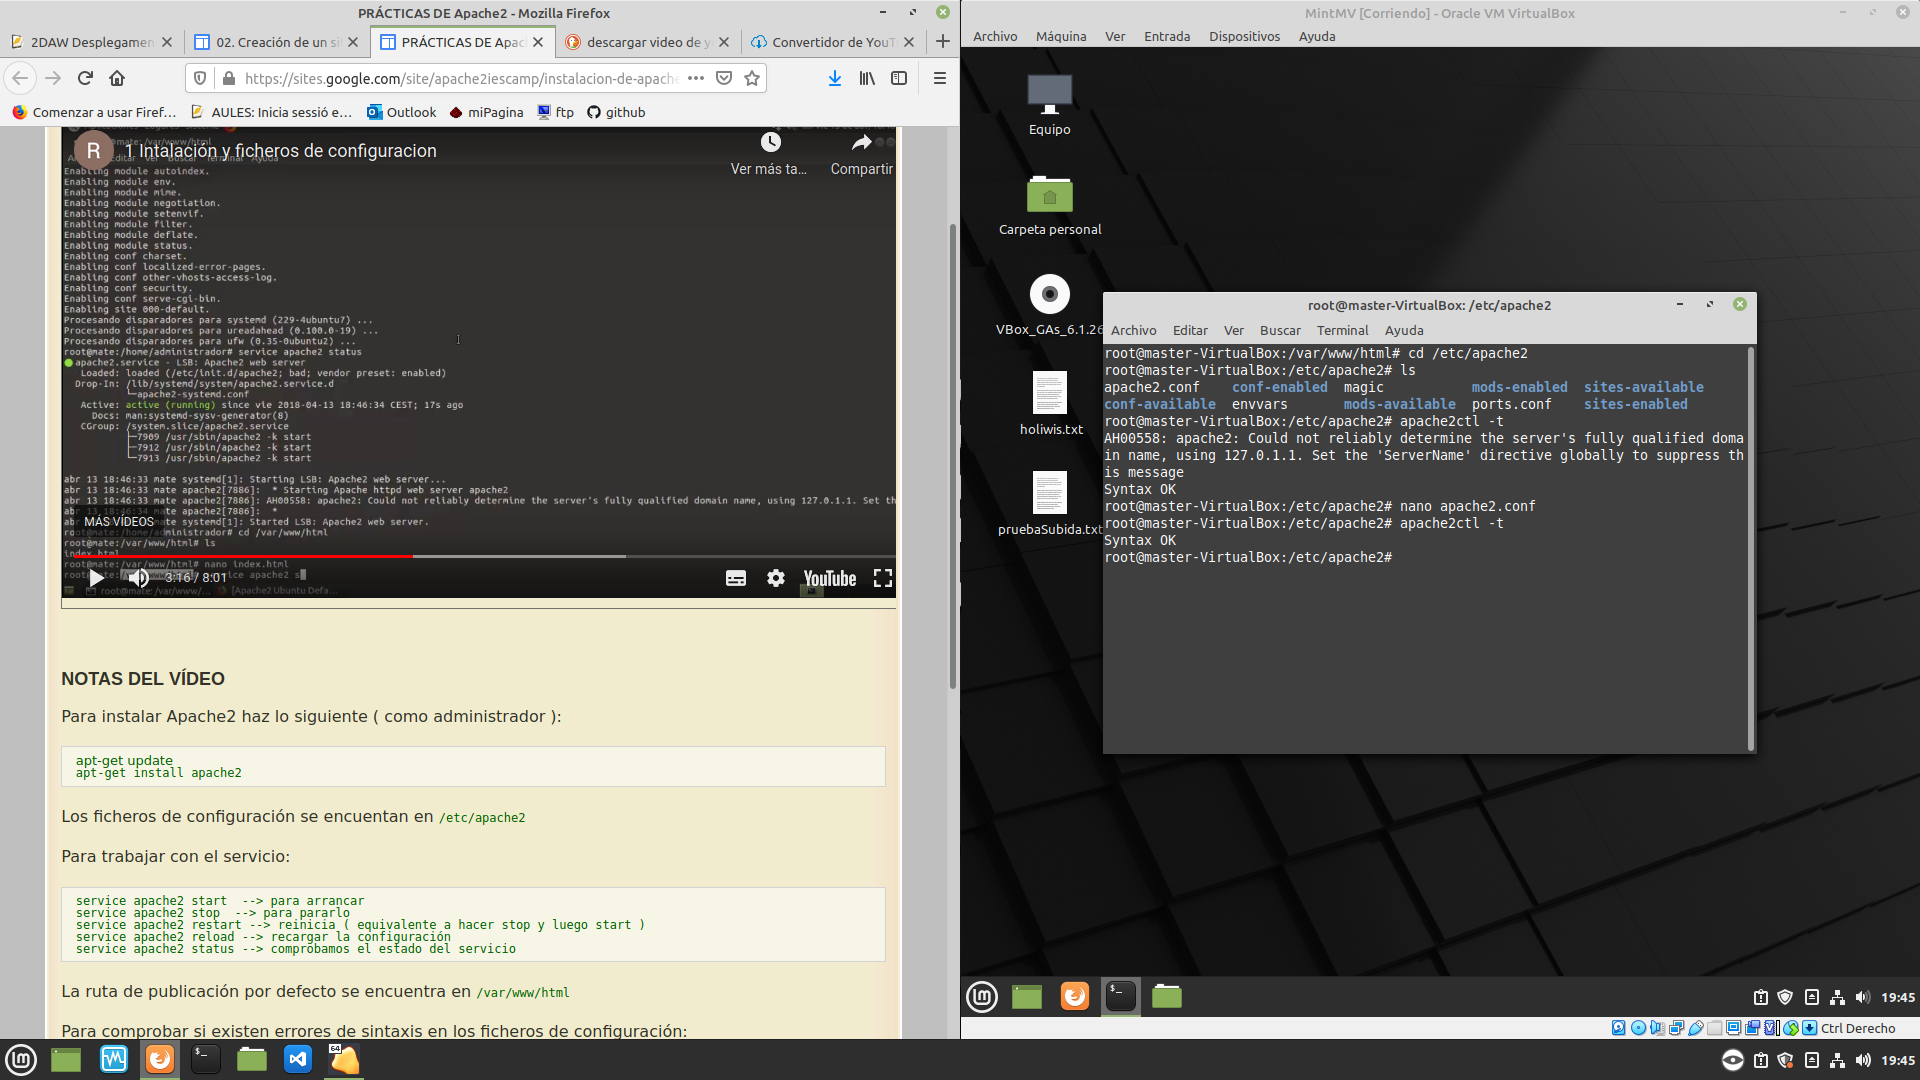 PRÁCTICAS DE Apache2 - Mozilla Firefox
2DAW Desplegamen
02. Creación de un si
PRÁCTICAS DE Apac
descargar video de y
Convertidor de YouT
https://sites.google.com/site/apache2iescamp/instalacion-de-apache
Comenzar a usar Firef...
AULES: Inicia sessió e...
Outlook
miPagina
ftp
github
R
1 Intalación y ficheros de configuracion
Ver más ta...
Compartir
Enabling module autoindex.
Enabling module env.
Enabling module mime.
Enabling module negotiation.
Enabling module setenvif.
Enabling module filter.
Enabling module deflate.
Enabling module status.
Enabling conf charset.
Enabling conf localized-error-pages.
Enabling conf other-vhosts-access-log.
Enabling conf security.
Enabling conf serve-cgi-bin.
Enabling site 000-default.
Procesando disparadores para systemd (229-4ubuntu7) ...
Procesando disparadores para ureadahead (0.100.0-19) ...
Procesando disparadores para ufw (0.35-0ubuntu2) ...
root@mate:/home/administrador# service apache2 status
apache2.service - LSB: Apache2 web server
Loaded: loaded (/etc/init.d/apache2; bad; vendor preset: enabled)
Drop-In: /lib/systemd/system/apache2.service.d
└─apache2-systemd.conf
Active: active (running) since vie 2018-04-13 18:46:34 CEST; 17s ago
Docs: man:systemd-sysv-generator(8)
CGroup: /system.slice/apache2.service
├─7909 /usr/sbin/apache2 -k start
├─7912 /usr/sbin/apache2 -k start
└─7913 /usr/sbin/apache2 -k start
abr 13 18:46:33 mate systemd[1]: Starting LSB: Apache2 web server...
abr 13 18:46:33 mate apache2[7886]:  * Starting Apache httpd web server apache2
abr 13 18:46:33 mate apache2[7886]: AH00558: apache2: Could not reliably determine the server's fully qualified domain name, using 127.0.1.1. Set th
abr 13 18:46:34 mate apache2[7886]:  *
abr 13 18:46:34 mate systemd[1]: Started LSB: Apache2 web server.
MÁS VÍDEOS
root@mate:/home/administrador# cd /var/www/html
root@mate:/var/www/html# ls
index.html
root@mate:/var/www/html# nano index.html
3:16 / 8:01
YouTube
NOTAS DEL VÍDEO
Para instalar Apache2 haz lo siguiente ( como administrador ):
apt-get update
apt-get install apache2
Los ficheros de configuración se encuentan en /etc/apache2
Para trabajar con el servicio:
service apache2 start  --> para arrancar
service apache2 stop  --> para pararlo
service apache2 restart --> reinicia ( equivalente a hacer stop y luego start )
service apache2 reload --> recargar la configuración
service apache2 status --> comprobamos el estado del servicio
La ruta de publicación por defecto se encuentra en /var/www/html
Para comprobar si existen errores de sintaxis en los ficheros de configuración:
MintMV [Corriendo] - Oracle VM VirtualBox
Archivo Máquina Ver Entrada Dispositivos Ayuda
Equipo
Carpeta personal
VBox_GAs_6.1.26
holiwis.txt
pruebaSubida.txt
root@master-VirtualBox: /etc/apache2
Archivo Editar Ver Buscar Terminal Ayuda
root@master-VirtualBox:/var/www/html# cd /etc/apache2
root@master-VirtualBox:/etc/apache2# ls
apache2.conf    conf-enabled  magic           mods-enabled  sites-available
conf-available  envvars       mods-available  ports.conf    sites-enabled
root@master-VirtualBox:/etc/apache2# apache2ctl -t
AH00558: apache2: Could not reliably determine the server's fully qualified doma
in name, using 127.0.1.1. Set the 'ServerName' directive globally to suppress th
is message
Syntax OK
root@master-VirtualBox:/etc/apache2# nano apache2.conf
root@master-VirtualBox:/etc/apache2# apache2ctl -t
Syntax OK
root@master-VirtualBox:/etc/apache2#
19:45
Ctrl Derecho
64
19:45